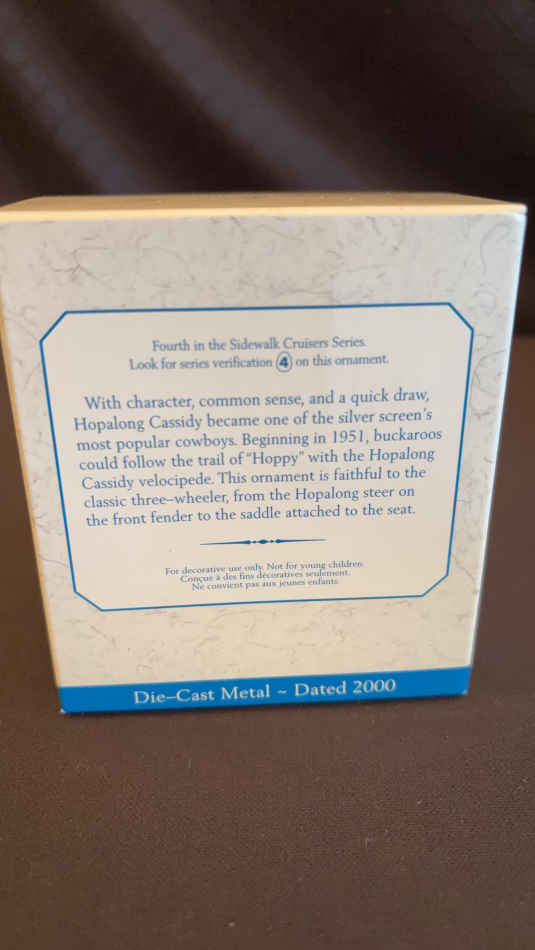 Fourth in the Sidewalk Cruisers Series.
Look for series verification 4 on this ornament.
With character, common sense, and a quick draw,
Hopalong Cassidy became one of the silver screen's
most popular cowboys. Beginning in 1951, buckaroos
could follow the trail of "Hoppy" with the Hopalong
Cassidy velocipede. This ornament is faithful to the
classic three-wheeler, from the Hopalong steer on
the front fender to the saddle attached to the seat.
For decorative use only. Not for young children.
Conçue à des fins décoratives seulement.
Ne convient pas aux jeunes enfants.
Die-Cast Metal ~ Dated 2000